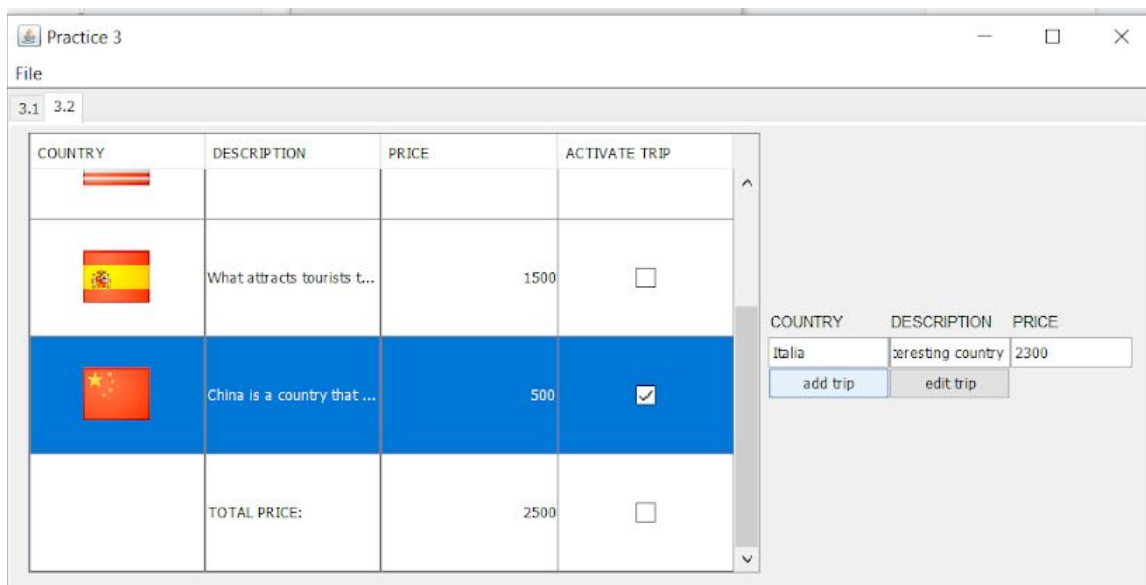 Practice 3
File
3.1 3.2
COUNTRY DESCRIPTION PRICE ACTIVATE TRIP
What attracts tourists t... 1500
China is a country that ... 500
TOTAL PRICE: 2500
COUNTRY DESCRIPTION PRICE
Italia country 2300
add trip edit trip